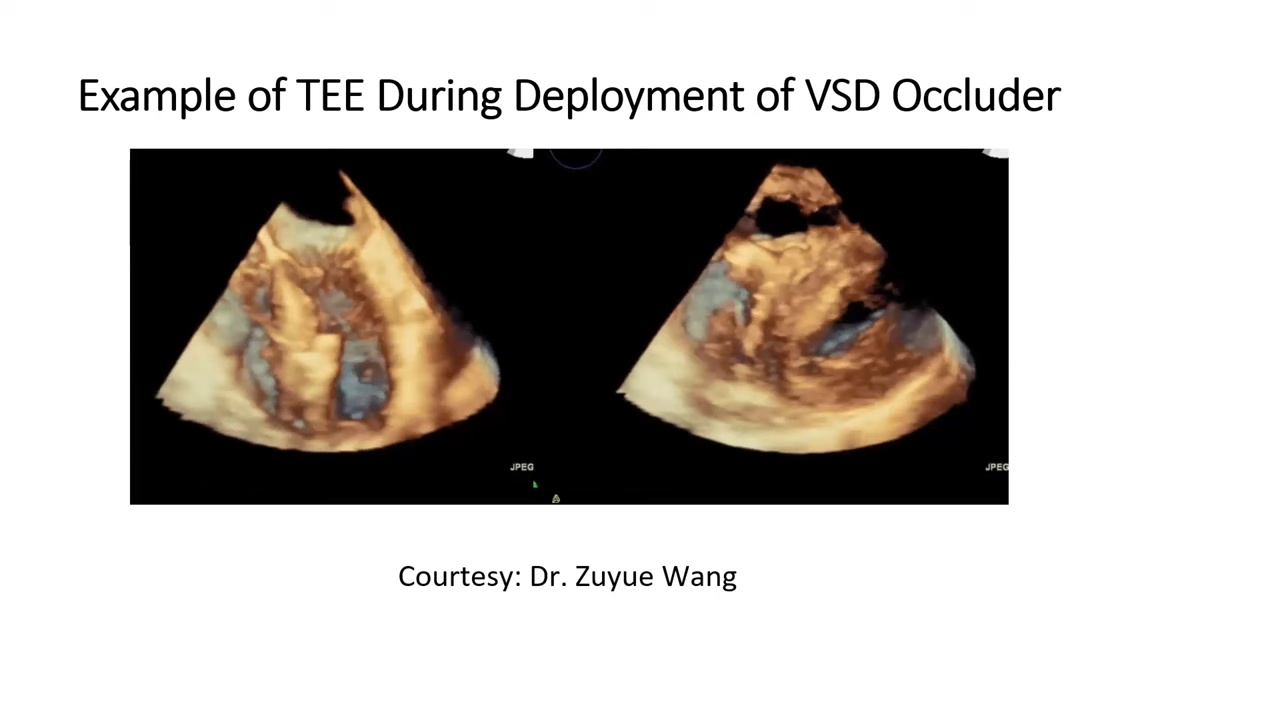 Example of TEE During Deployment of VSD Occluder
JPEG
JPEG
A
Courtesy: Dr. Zuyue Wang